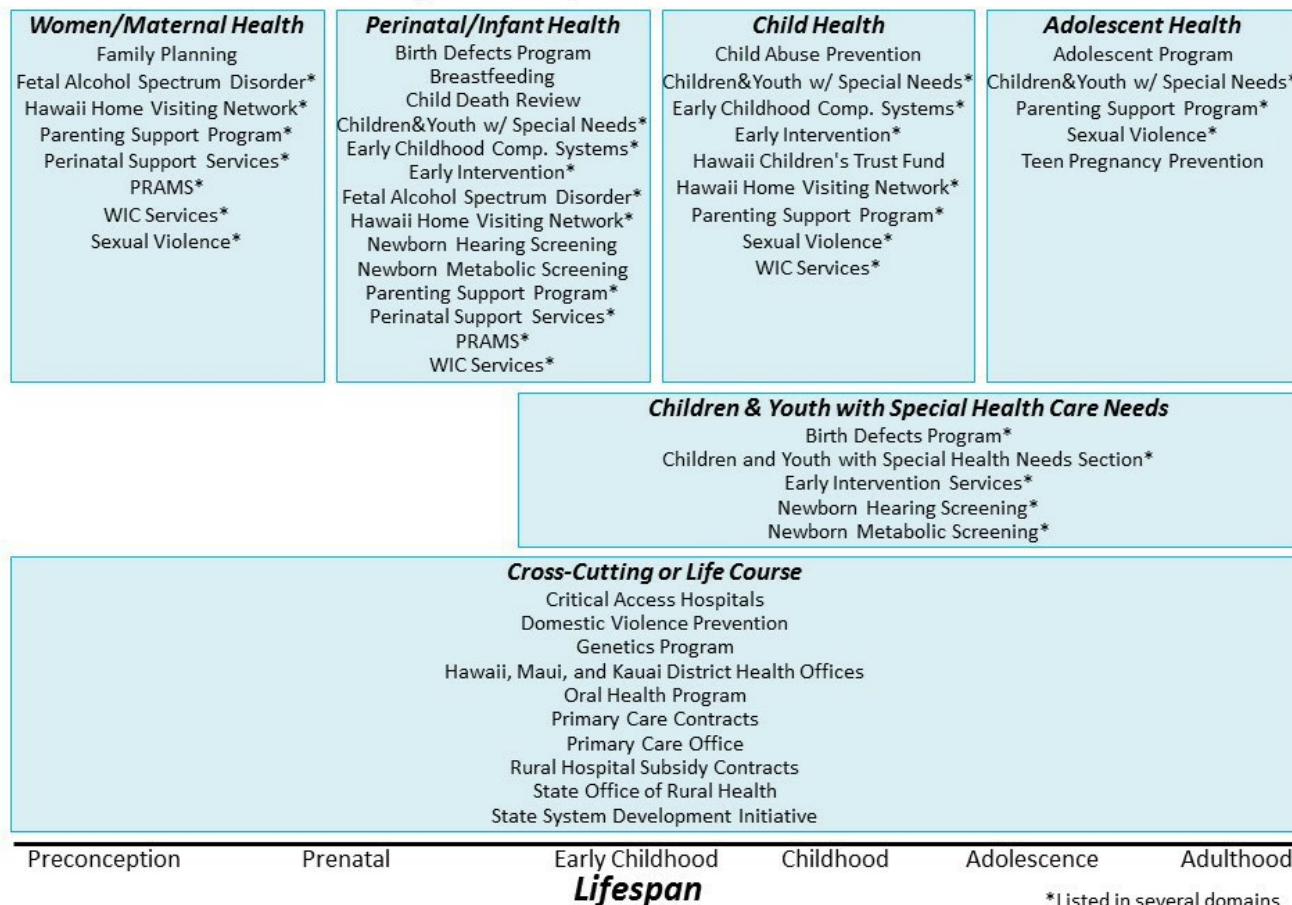 Women/Maternal Health
Family Planning
Fetal Alcohol Spectrum Disorder*
Hawaii Home Visiting Network*
Parenting Support Program*
Perinatal Support Services*
PRAMS*
WIC Services*
Sexual Violence*
Perinatal/Infant Health
Birth Defects Program
Breastfeeding
Child Death Review
Children&Youth w/ Special Needs*
Early Childhood Comp. Systems*
Early Intervention*
Fetal Alcohol Spectrum Disorder*
Hawaii Home Visiting Network*
Newborn Hearing Screening
Newborn Metabolic Screening
Parenting Support Program*
Perinatal Support Services*
PRAMS*
WIC Services*
Child Health
Child Abuse Prevention
Children&Youth w/ Special Needs*
Early Childhood Comp. Systems*
Early Intervention*
Hawaii Children's Trust Fund
Hawaii Home Visiting Network*
Parenting Support Program*
Sexual Violence*
WIC Services*
Adolescent Health
Adolescent Program
Children&Youth w/ Special Needs*
Parenting Support Program*
Sexual Violence*
Teen Pregnancy Prevention
Children & Youth with Special Health Care Needs
Birth Defects Program*
Children and Youth with Special Health Needs Section*
Early Intervention Services*
Newborn Hearing Screening*
Newborn Metabolic Screening*
Cross-Cutting or Life Course
Critical Access Hospitals
Domestic Violence Prevention
Genetics Program
Hawaii, Maui, and Kauai District Health Offices
Oral Health Program
Primary Care Contracts
Primary Care Office
Rural Hospital Subsidy Contracts
State Office of Rural Health
State System Development Initiative
Preconception Prenatal Early Childhood Childhood Adolescence Adulthood
Lifespan
*Listed in several domains